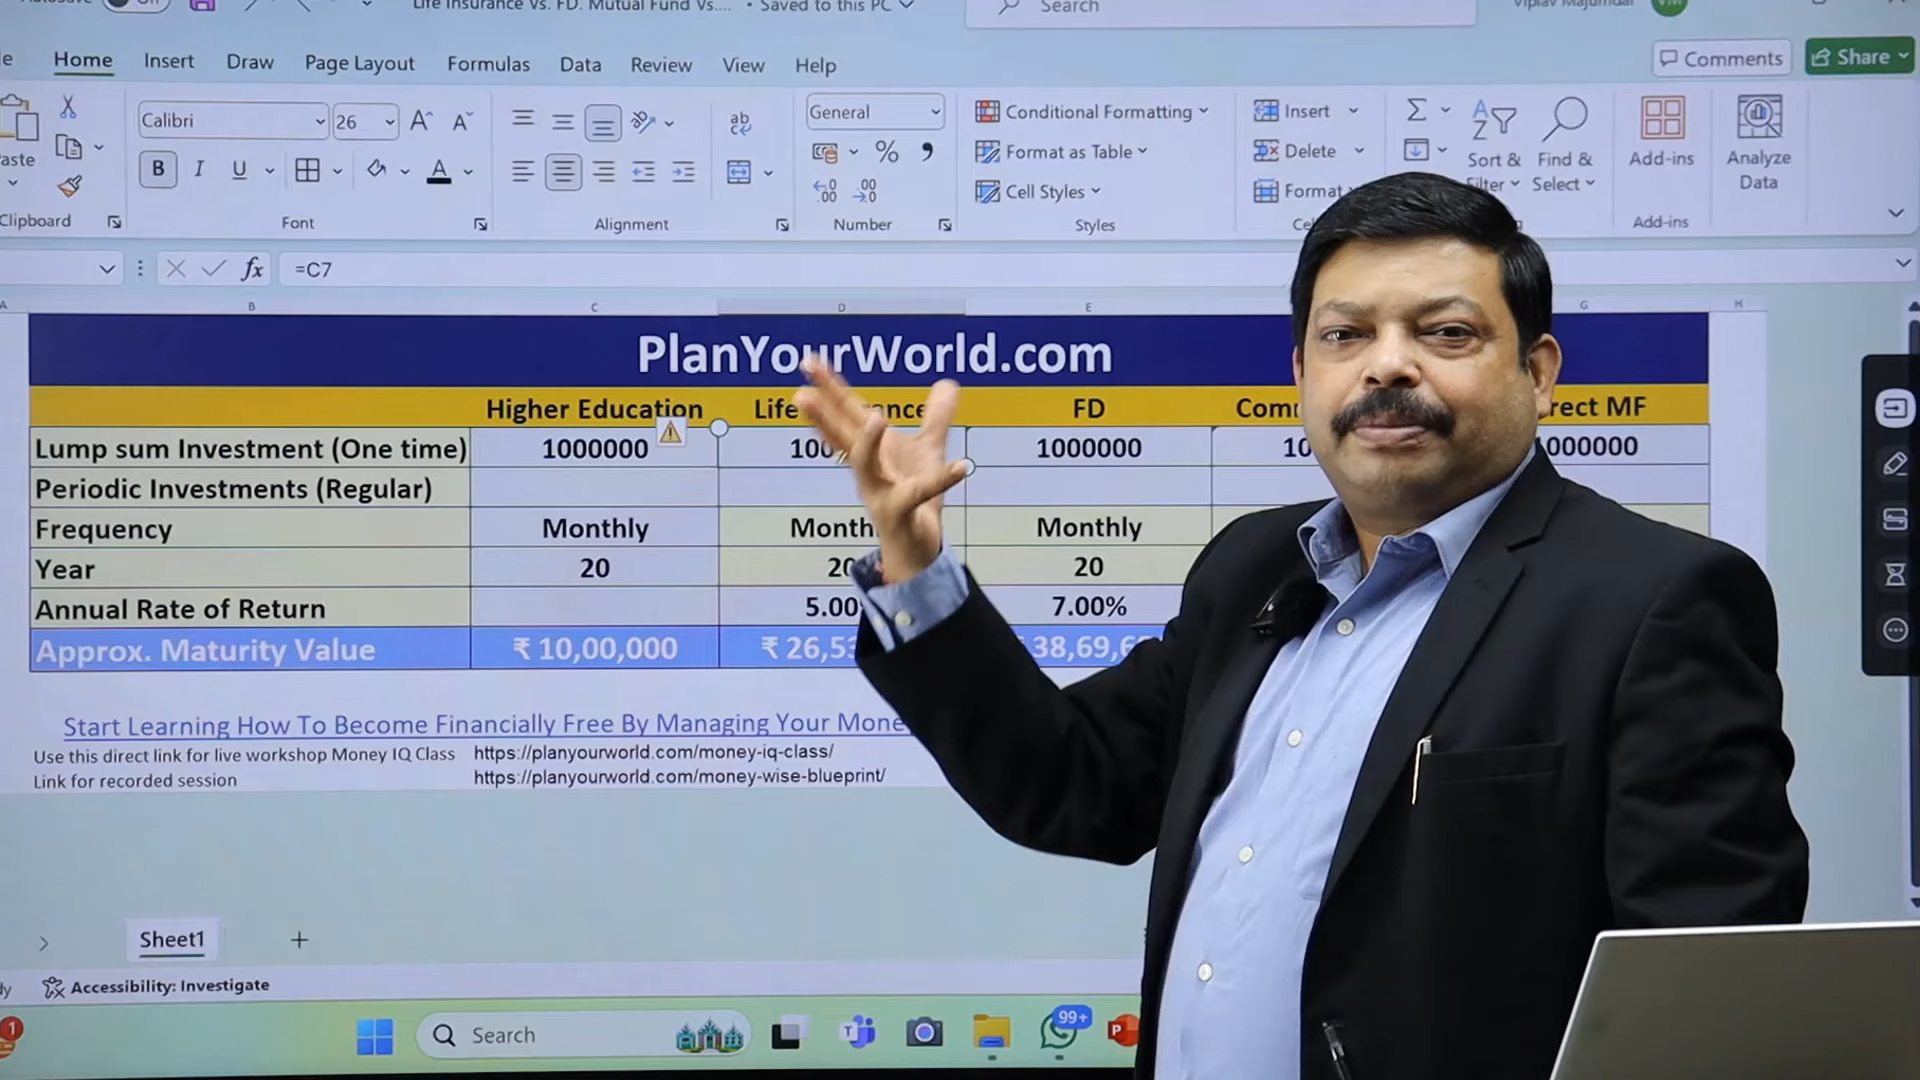 Life Insurance Vs. FD. Mutual Fund Vs.... • Saved to this PC
Search
Home Insert Draw Page Layout Formulas Data Review View Help
Comments Share
Calibri 26
General
Conditional Formatting
Format as Table
Cell Styles
Insert
Delete
Format
Sort & Filter
Find & Select
Add-ins
Analyze Data
Clipboard Font Alignment Number Styles Add-ins
fx =C7
A B C D E G H
PlanYourWorld.com
Higher Education FD
Lump sum Investment (One time) 1000000 1000000
Periodic Investments (Regular)
Frequency Monthly Monthly
Year 20 20
Annual Rate of Return 7.00%
Approx. Maturity Value ₹ 10,00,000
Start Learning How To Become Financially Free By Managing Your
Use this direct link for live workshop Money IQ Class https://planyourworld.com/money-iq-class/
Link for recorded session https://planyourworld.com/money-wise-blueprint/
Sheet1
Accessibility: Investigate
1
Search
99+